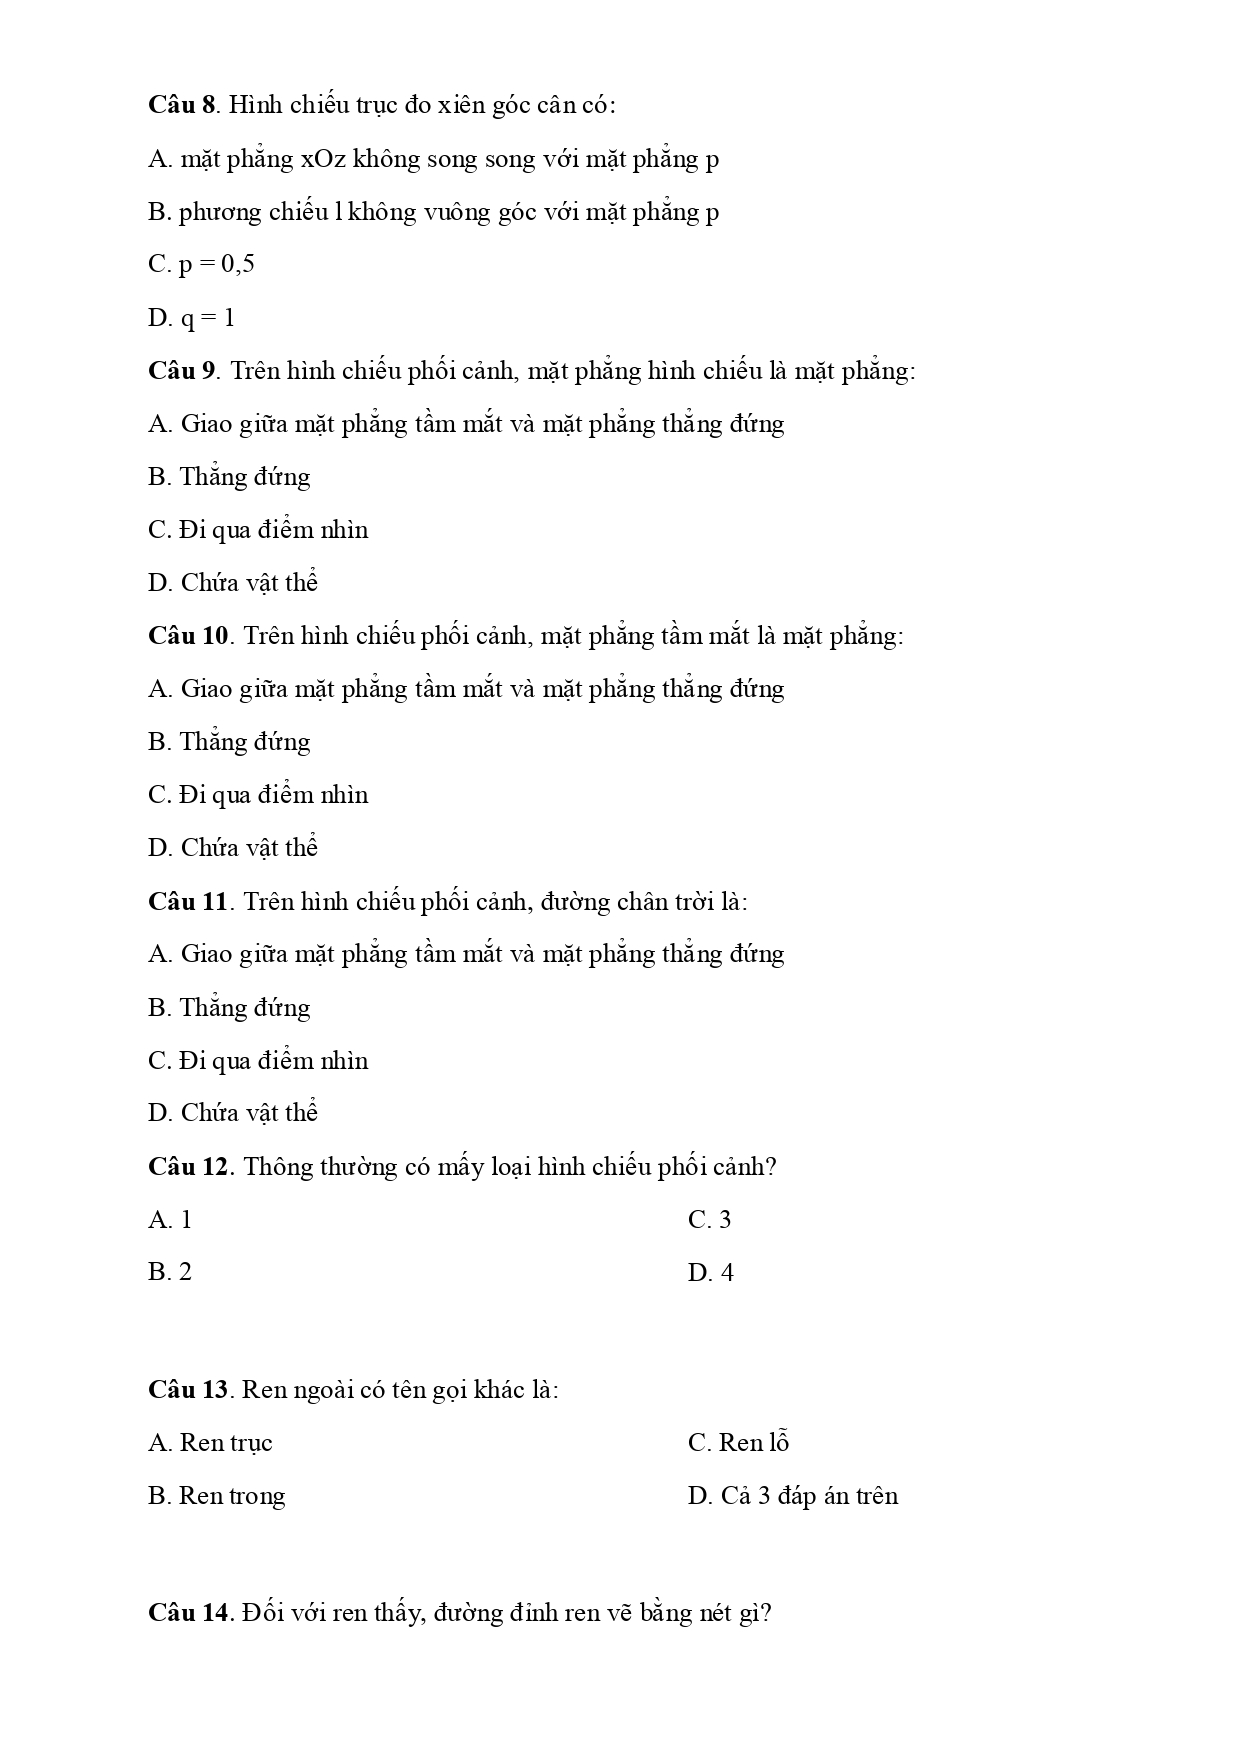 Câu 8. Hình chiếu trục đo xiên góc cân có:
A. mặt phẳng xOz không song song với mặt phẳng p
B. phương chiếu l không vuông góc với mặt phẳng p
C. p = 0,5
D. q = 1
Câu 9. Trên hình chiếu phối cảnh, mặt phẳng hình chiếu là mặt phẳng:
A. Giao giữa mặt phẳng tầm mắt và mặt phẳng thẳng đứng
B. Thẳng đứng
C. Đi qua điểm nhìn
D. Chứa vật thể
Câu 10. Trên hình chiếu phối cảnh, mặt phẳng tầm mắt là mặt phẳng:
A. Giao giữa mặt phẳng tầm mắt và mặt phẳng thẳng đứng
B. Thẳng đứng
C. Đi qua điểm nhìn
D. Chứa vật thể
Câu 11. Trên hình chiếu phối cảnh, đường chân trời là:
A. Giao giữa mặt phẳng tầm mắt và mặt phẳng thẳng đứng
B. Thẳng đứng
C. Đi qua điểm nhìn
D. Chứa vật thể
Câu 12. Thông thường có mấy loại hình chiếu phối cảnh?
A. 1
B. 2
C. 3
D. 4
Câu 13. Ren ngoài có tên gọi khác là:
A. Ren trục
B. Ren trong
C. Ren lỗ
D. Cả 3 đáp án trên
Câu 14. Đối với ren thấy, đường đỉnh ren vẽ bằng nét gì?